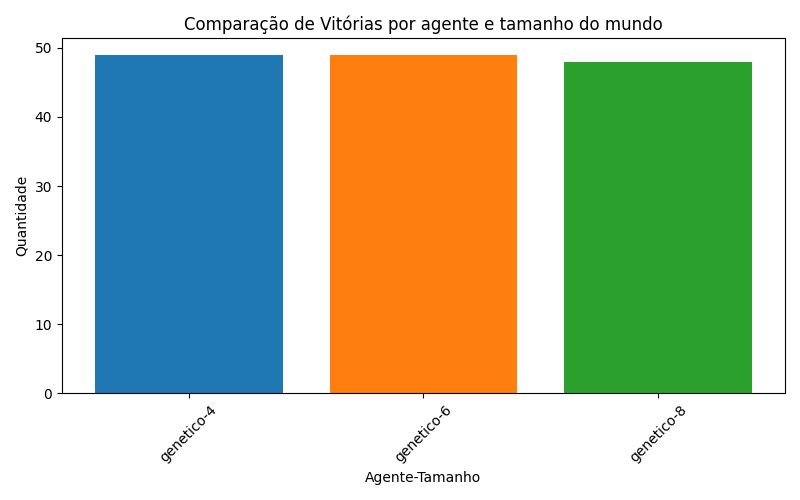 Comparação de Vitórias por agente e tamanho do mundo
50
40
30
20
10
0
Quantidade
genetico-4
genetico-6
genetico-8
Agente-Tamanho